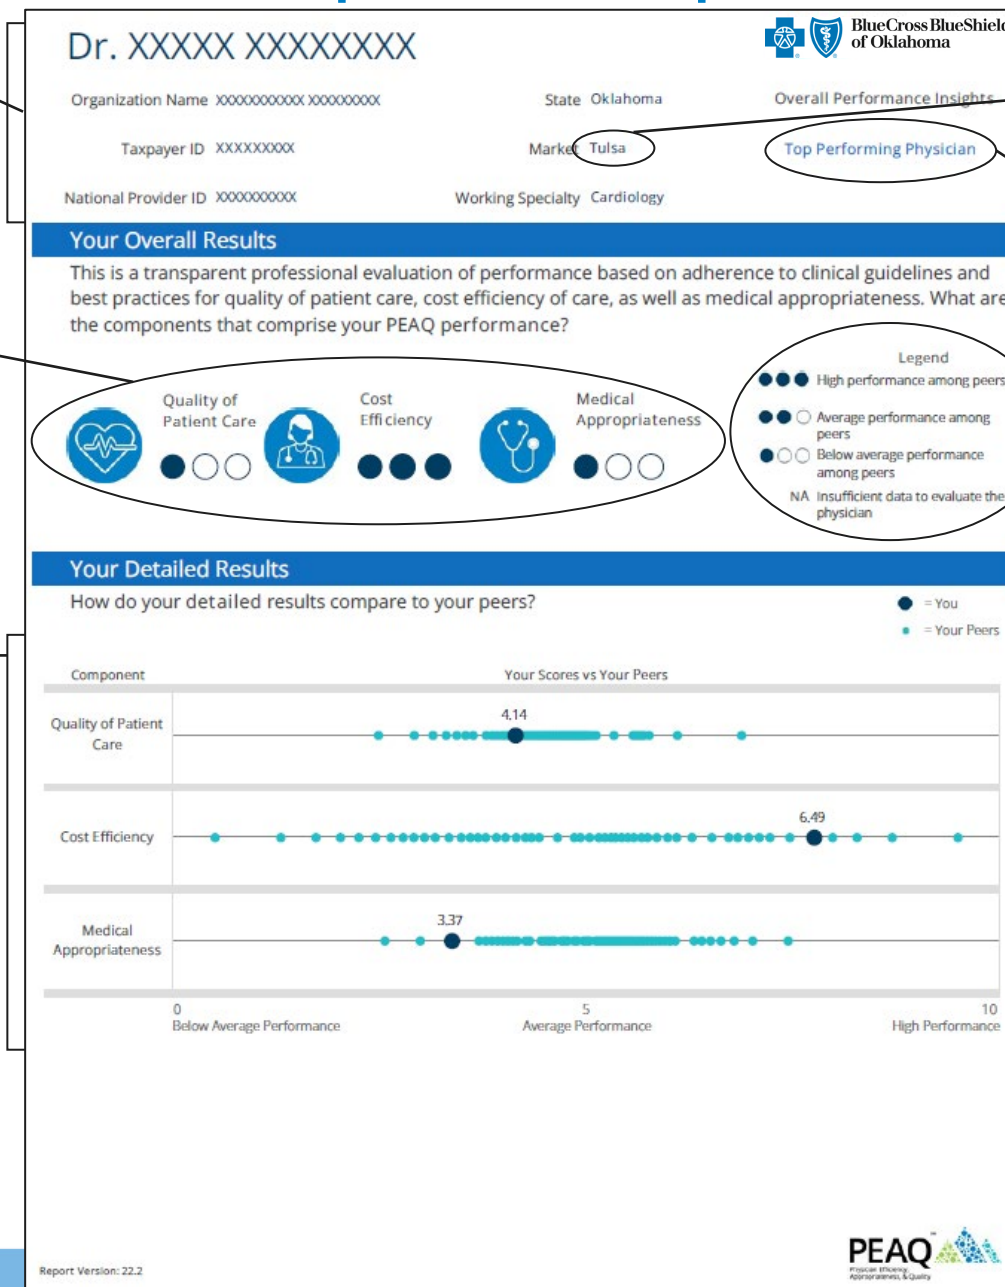 Dr. XXXXX XXXXXXXX
BlueCross BlueShield
of Oklahoma
Organization Name XXXXXXXXXXX XXXXXXXXX
State Oklahoma
Overall Performance Insights
Taxpayer ID XXXXXXXXX
Market Tulsa
Top Performing Physician
National Provider ID XXXXXXXXXX
Working Specialty Cardiology
Your Overall Results
This is a transparent professional evaluation of performance based on adherence to clinical guidelines and
best practices for quality of patient care, cost efficiency of care, as well as medical appropriateness. What are
the components that comprise your PEAQ performance?
Quality of
Patient Care
Cost
Efficiency
Medical
Appropriateness
Legend
High performance among peers
Average performance among
peers
Below average performance
among peers
NA Insufficient data to evaluate the
physician
Your Detailed Results
How do your detailed results compare to your peers?
= You
= Your Peers
Component
Your Scores vs Your Peers
Quality of Patient
Care
4.14
Cost Efficiency
6.49
Medical
Appropriateness
3.37
0
5
10
Below Average Performance
Average Performance
High Performance
Report Version: 22.2
PEAQ
Physician Efficiency,
Appropriateness, & Quality